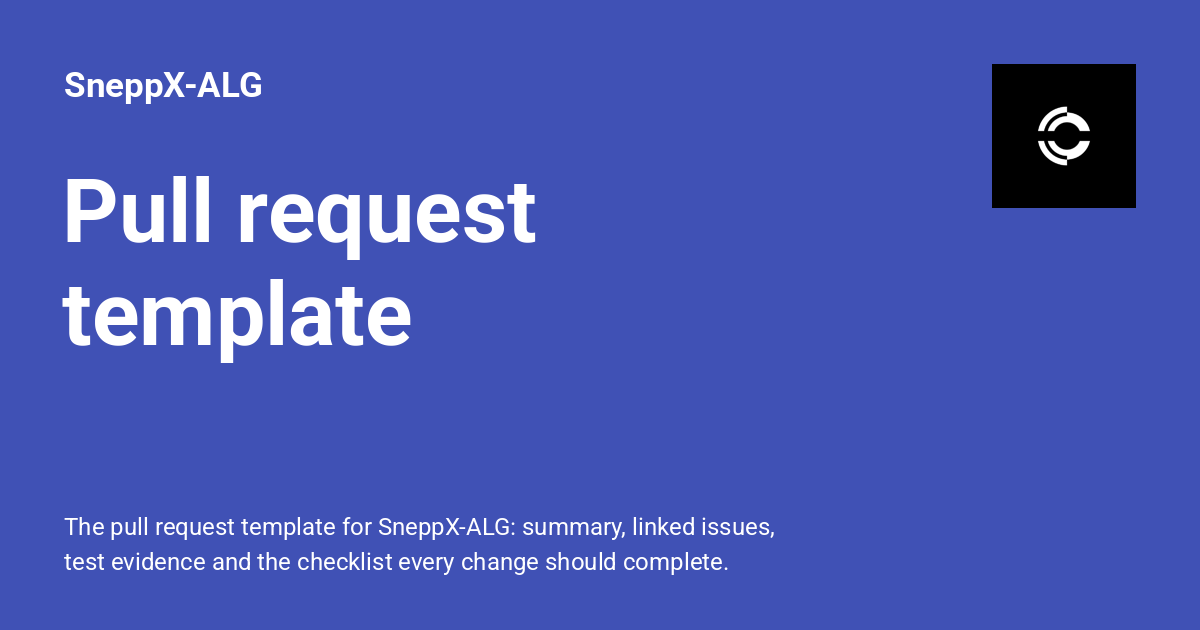 SneppX-ALG
Pull request
template
The pull request template for SneppX-ALG: summary, linked issues,
test evidence and the checklist every change should complete.